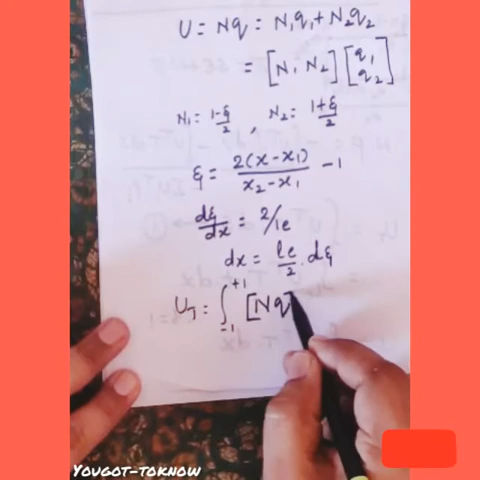 U = Nq = N₁q₁ + N₂q₂
= [N₁ N₂] [q₁ q₂]
N₁ = 1-ξ/2 , N₂ = 1+ξ/2
ξ = 2(x-x₁)/x₂-x₁ - 1
dξ/dx = 2/le
dx = le/2 . dξ
U_T = ∫₋₁⁺¹ [Nq
YOUGOT-TOKNOW